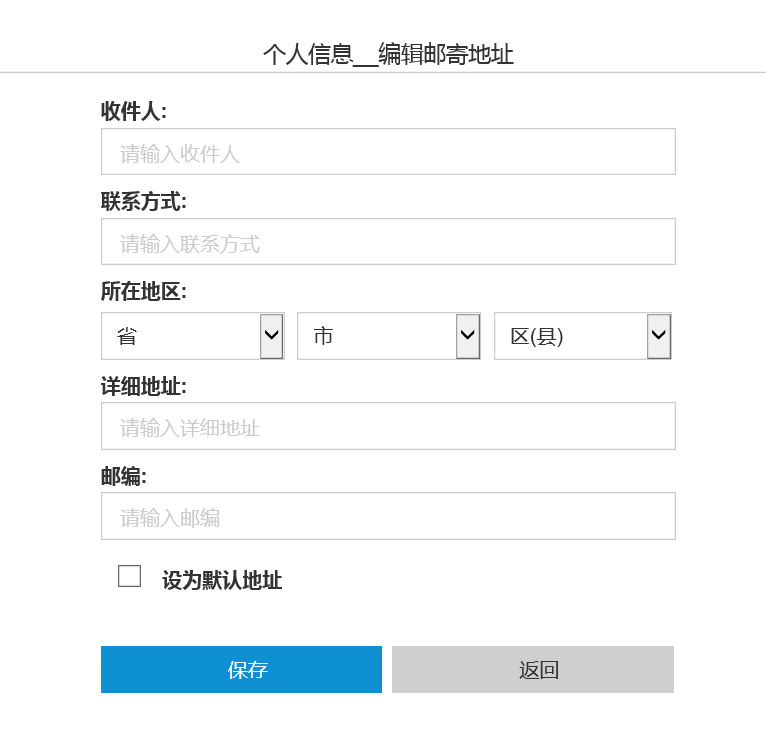 个人信息__编辑邮寄地址
收件人:
请输入收件人
联系方式:
请输入联系方式
所在地区:
省 市 区(县)
详细地址:
请输入详细地址
邮编:
请输入邮编
设为默认地址
保存 返回